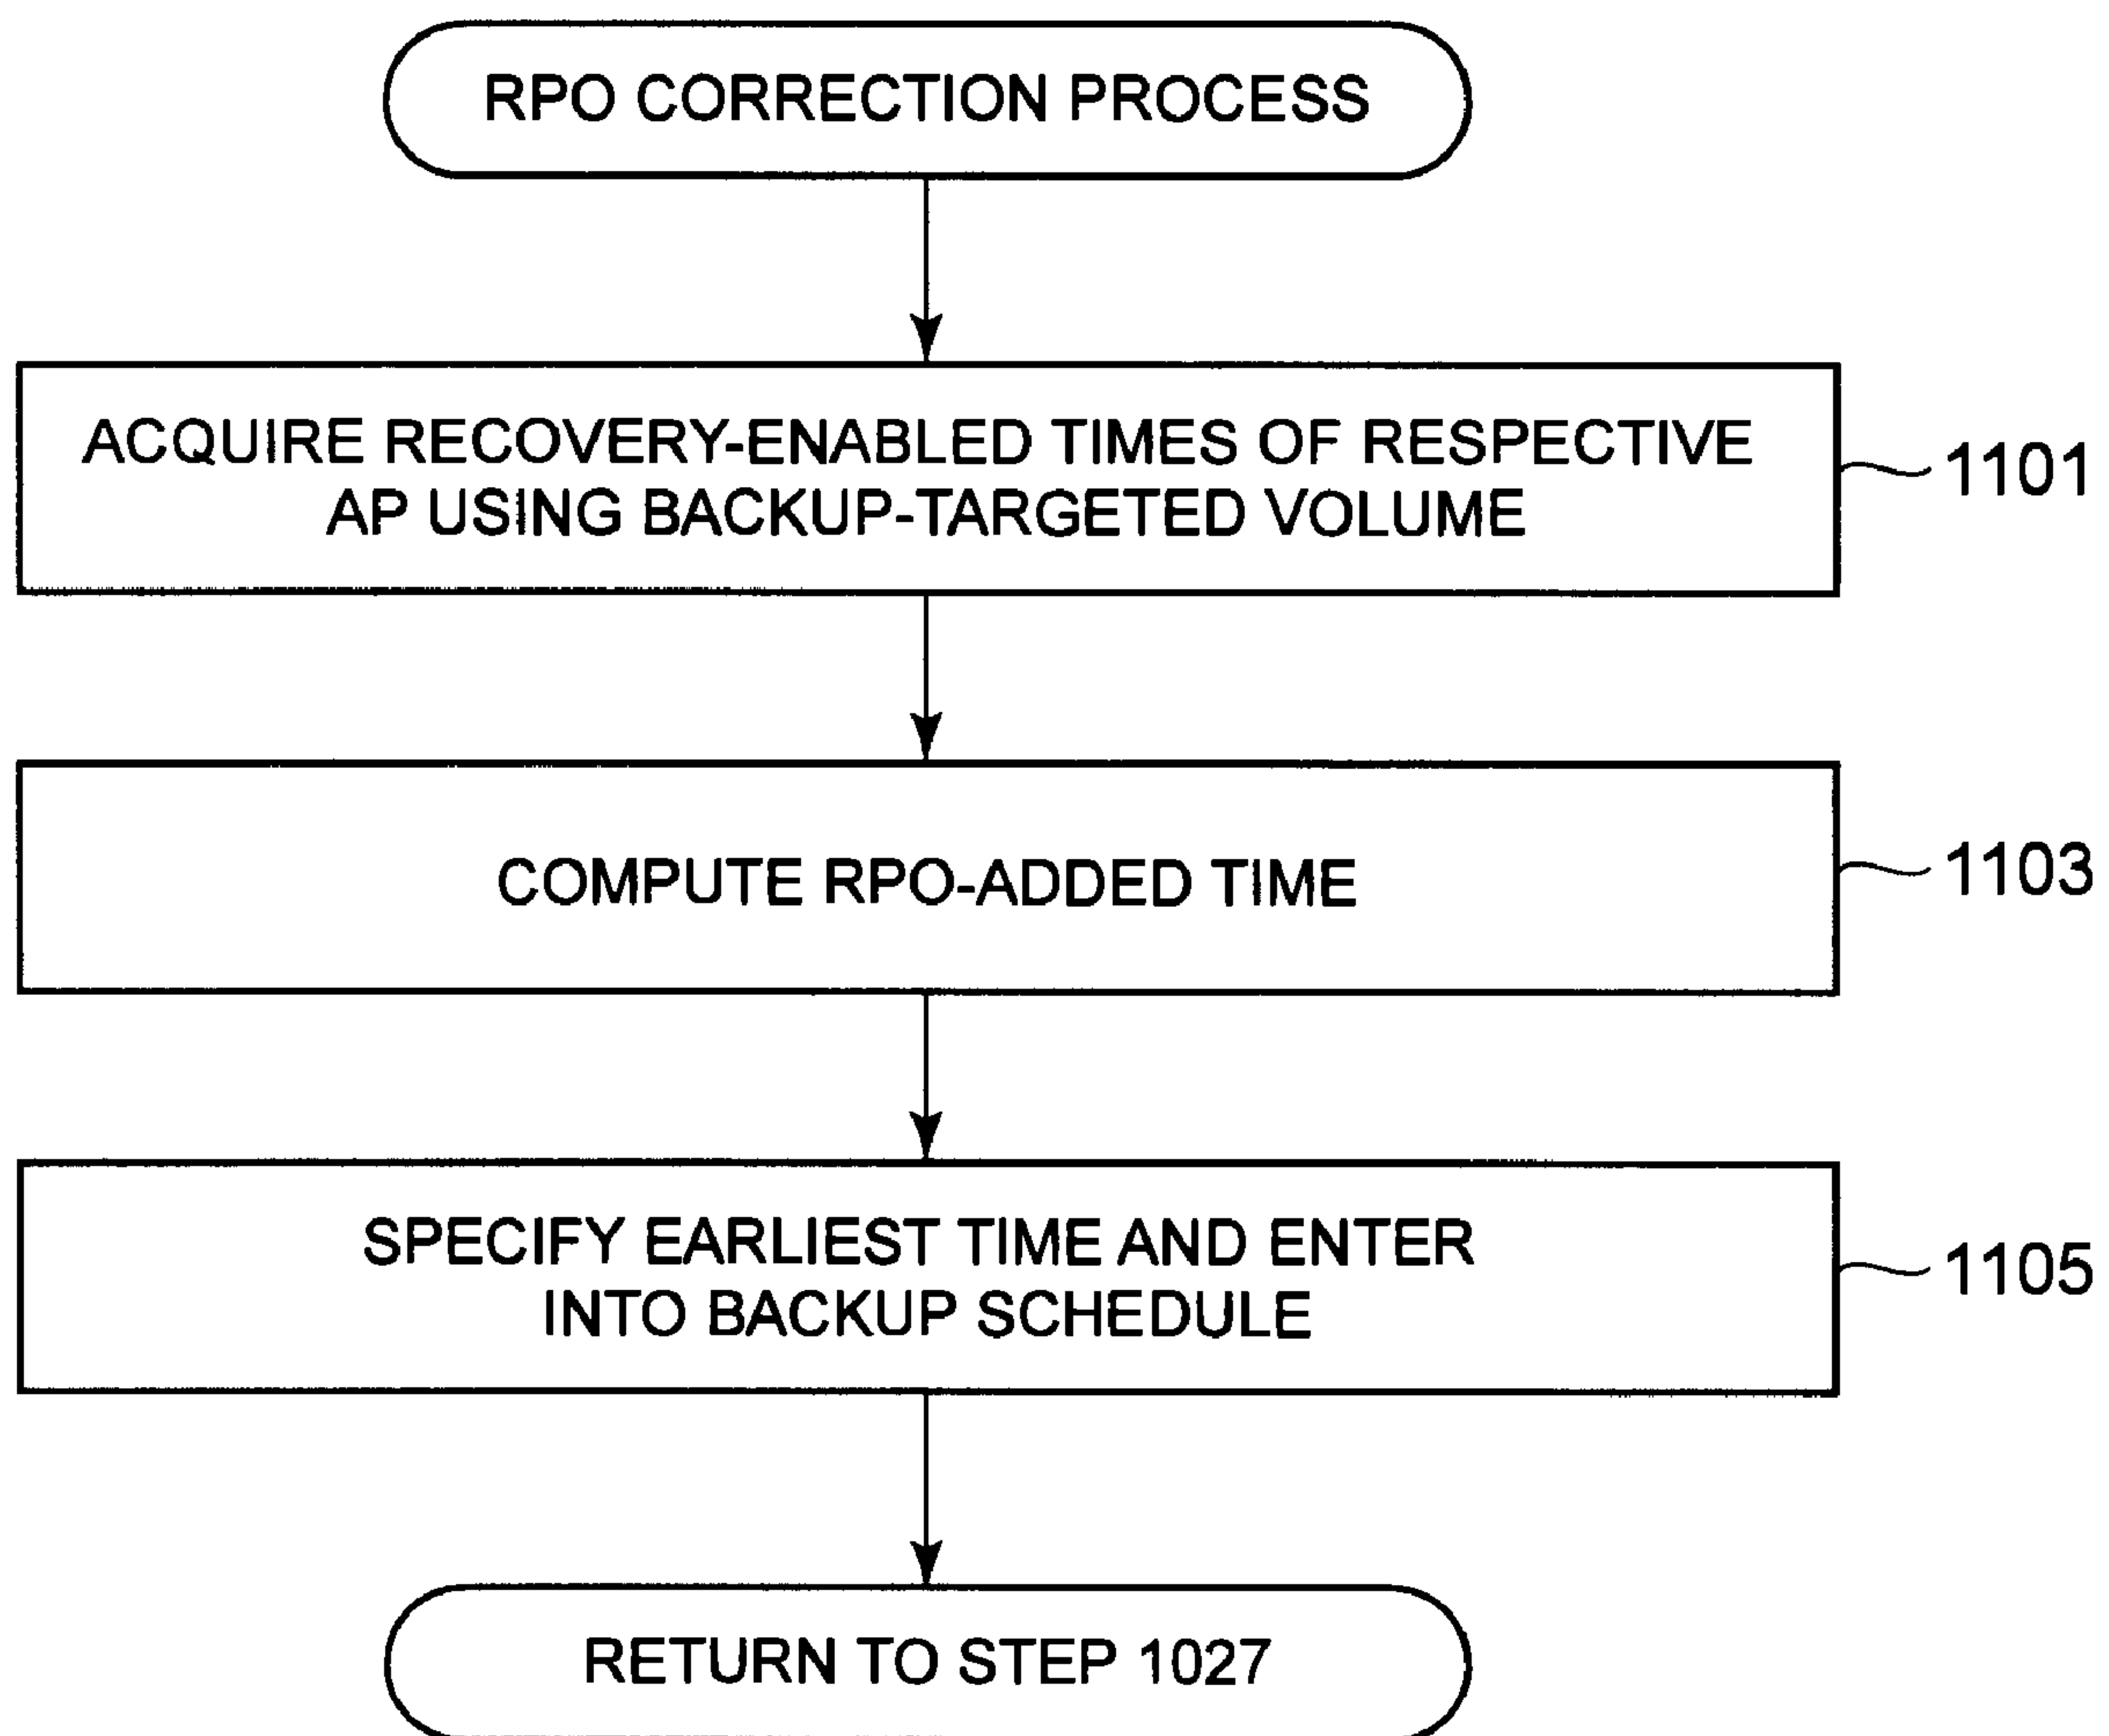 RPO CORRECTION PROCESS
ACQUIRE RECOVERY-ENABLED TIMES OF RESPECTIVE
AP USING BACKUP-TARGETED VOLUME
1101
COMPUTE RPO-ADDED TIME
1103
SPECIFY EARLIEST TIME AND ENTER
INTO BACKUP SCHEDULE
1105
RETURN TO STEP 1027